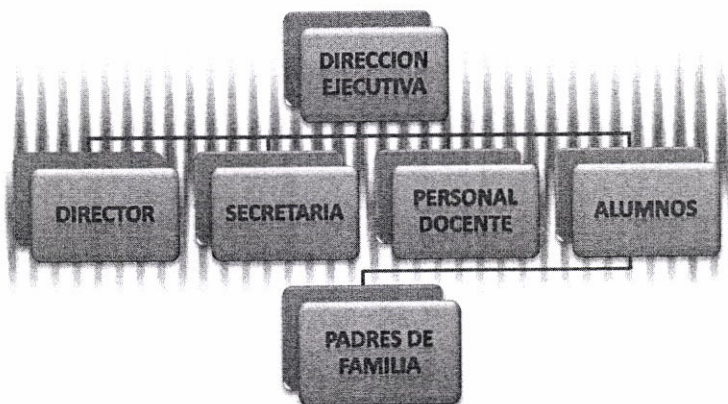 DIRECCION
EJECUTIVA
DIRECTOR
SECRETARIA
PERSONAL
DOCENTE
ALUMNOS
PADRES DE
FAMILIA